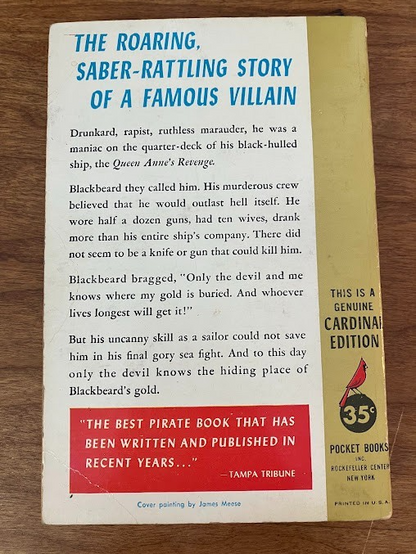 THE ROARING,
SABER-RATTLING STORY
OF A FAMOUS VILLAIN
Drunkard, rapist, ruthless marauder, he was a
maniac on the quarter-deck of his black-hulled
ship, the Queen Anne's Revenge.
Blackbeard they called him. His murderous crew
believed that he would outlast hell itself. He
wore half a dozen guns, had ten wives, drank
more than his entire ship's company. There did
not seem to be a knife or gun that could kill him.
Blackbeard bragged, "Only the devil and me
knows where my gold is buried. And whoever
lives longest will get it!"
But his uncanny skill as a sailor could not save
him in his final gory sea fight. And to this day
only the devil knows the hiding place of
Blackbeard's gold.
"THE BEST PIRATE BOOK THAT HAS
BEEN WRITTEN AND PUBLISHED IN
RECENT YEARS..."
—TAMPA TRIBUNE
Cover painting by James Meese
THIS IS A
GENUINE
CARDINAL
EDITION
35¢
POCKET BOOKS
INC.
ROCKEFELLER CENTER
NEW YORK
PRINTED IN U.S.A.